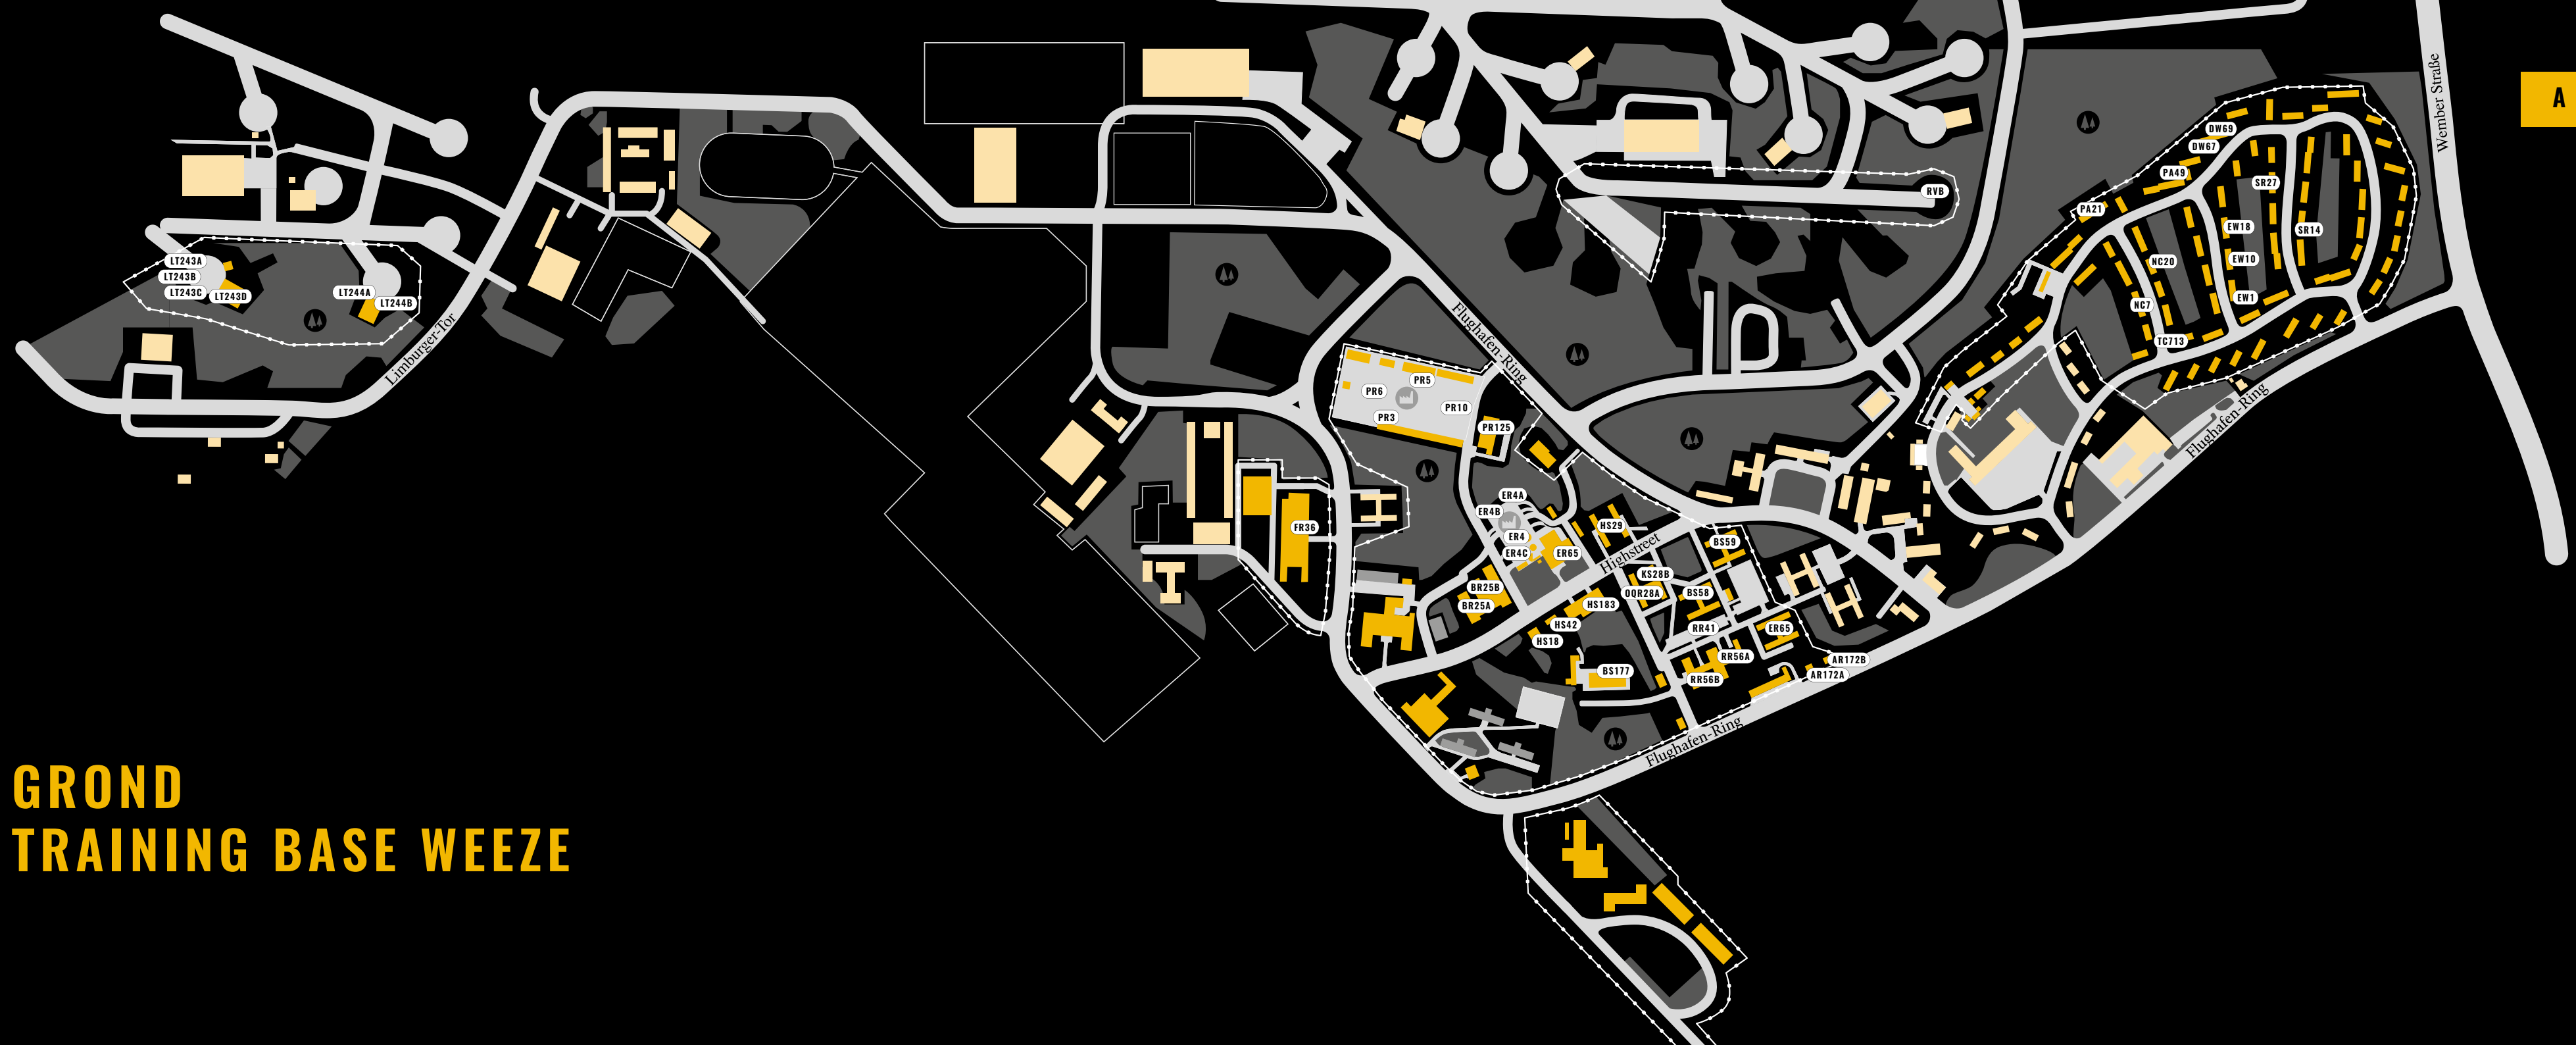 Wember Straße
A
DW69
DW67
PA49
SR27
RVB
PA21
EW18
SR14
LT243A
EW10
NC20
LT243B
LT243C
LT243D
LT244A
LT244B
EW1
NC7
TC713
Limburger-Tor
Flughafen-Ring
PR5
PR6
PR10
PR3
PR125
Flughafen-Ring
ER4A
ER4B
FR36
HS29
ER4
BS59
ER4C
ER65
Highstreet
KS28B
BR25B
OQR28A
BS58
BR25A
HS183
HS42
RR41
ER65
HS18
RR56A
AR172B
BS177
RR56B
AR172A
Flughafen-Ring
GROND
TRAINING BASE WEEZE